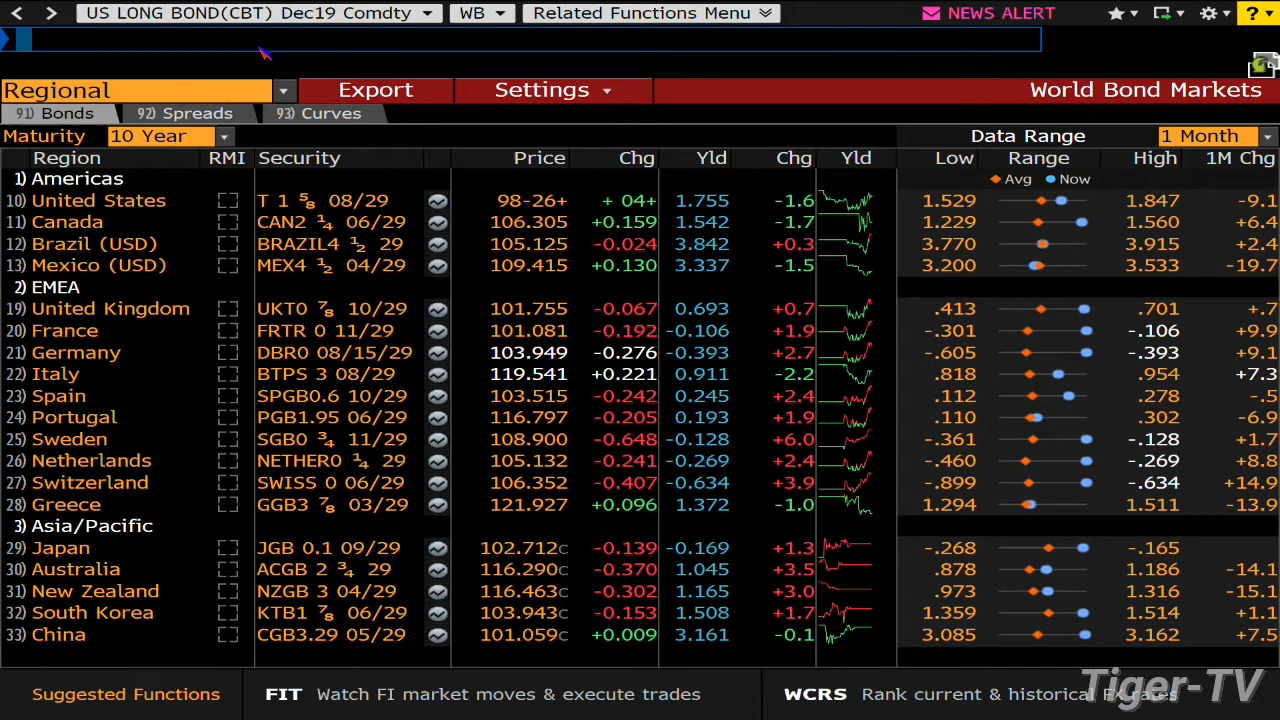 US LONG BOND(CBT) Dec19 Comdty WB Related Functions Menu NEWS ALERT ?
Regional Export Settings World Bond Markets
91) Bonds 92) Spreads 93) Curves
Maturity 10 Year Data Range 1 Month
Region RMI Security Price Chg Yld Chg Yld Low Range High 1M Chg
1) Americas Avg Now
10) United States T 1 ⅝ 08/29 98-26+ + 04+ 1.755 -1.6 1.529 1.847 -9.1
11) Canada CAN2 ¼ 06/29 106.305 +0.159 1.542 -1.7 1.229 1.560 +6.4
12) Brazil (USD) BRAZIL4 ½ 29 105.125 -0.024 3.842 +0.3 3.770 3.915 +2.4
13) Mexico (USD) MEX4 ½ 04/29 109.415 +0.130 3.337 -1.5 3.200 3.533 -19.7
2) EMEA
19) United Kingdom UKT0 ⅞ 10/29 101.755 -0.067 0.693 +0.7 .413 .701 +.7
20) France FRTR 0 11/29 101.081 -0.192 -0.106 +1.9 -.301 -.106 +9.9
21) Germany DBR0 08/15/29 103.949 -0.276 -0.393 +2.7 -.605 -.393 +9.1
22) Italy BTPS 3 08/29 119.541 +0.221 0.911 -2.2 .818 .954 +7.3
23) Spain SPGB0.6 10/29 103.515 -0.242 0.245 +2.4 .112 .278 -.5
24) Portugal PGB1.95 06/29 116.797 -0.205 0.193 +1.9 .110 .302 -6.9
25) Sweden SGB0 ¾ 11/29 108.900 -0.648 -0.128 +6.0 -.361 -.128 +1.7
26) Netherlands NETHER0 ¼ 29 105.132 -0.241 -0.269 +2.4 -.460 -.269 +8.8
27) Switzerland SWISS 0 06/29 106.352 -0.407 -0.634 +3.9 -.899 -.634 +14.9
28) Greece GGB3 ⅞ 03/29 121.927 +0.096 1.372 -1.0 1.294 1.511 -13.9
3) Asia/Pacific
29) Japan JGB 0.1 09/29 102.712c -0.139 -0.169 +1.3 -.268 -.165
30) Australia ACGB 2 ¾ 29 116.290c -0.370 1.045 +3.5 .878 1.186 -14.1
31) New Zealand NZGB 3 04/29 116.463c -0.302 1.165 +3.0 .973 1.316 -15.1
32) South Korea KTB1 ⅞ 06/29 103.943c -0.153 1.508 +1.7 1.359 1.514 +1.1
33) China CGB3.29 05/29 101.059c +0.009 3.161 -0.1 3.085 3.162 +7.5
Suggested Functions FIT Watch FI market moves & execute trades WCRS Rank current & historical FX rates
Tiger-TV